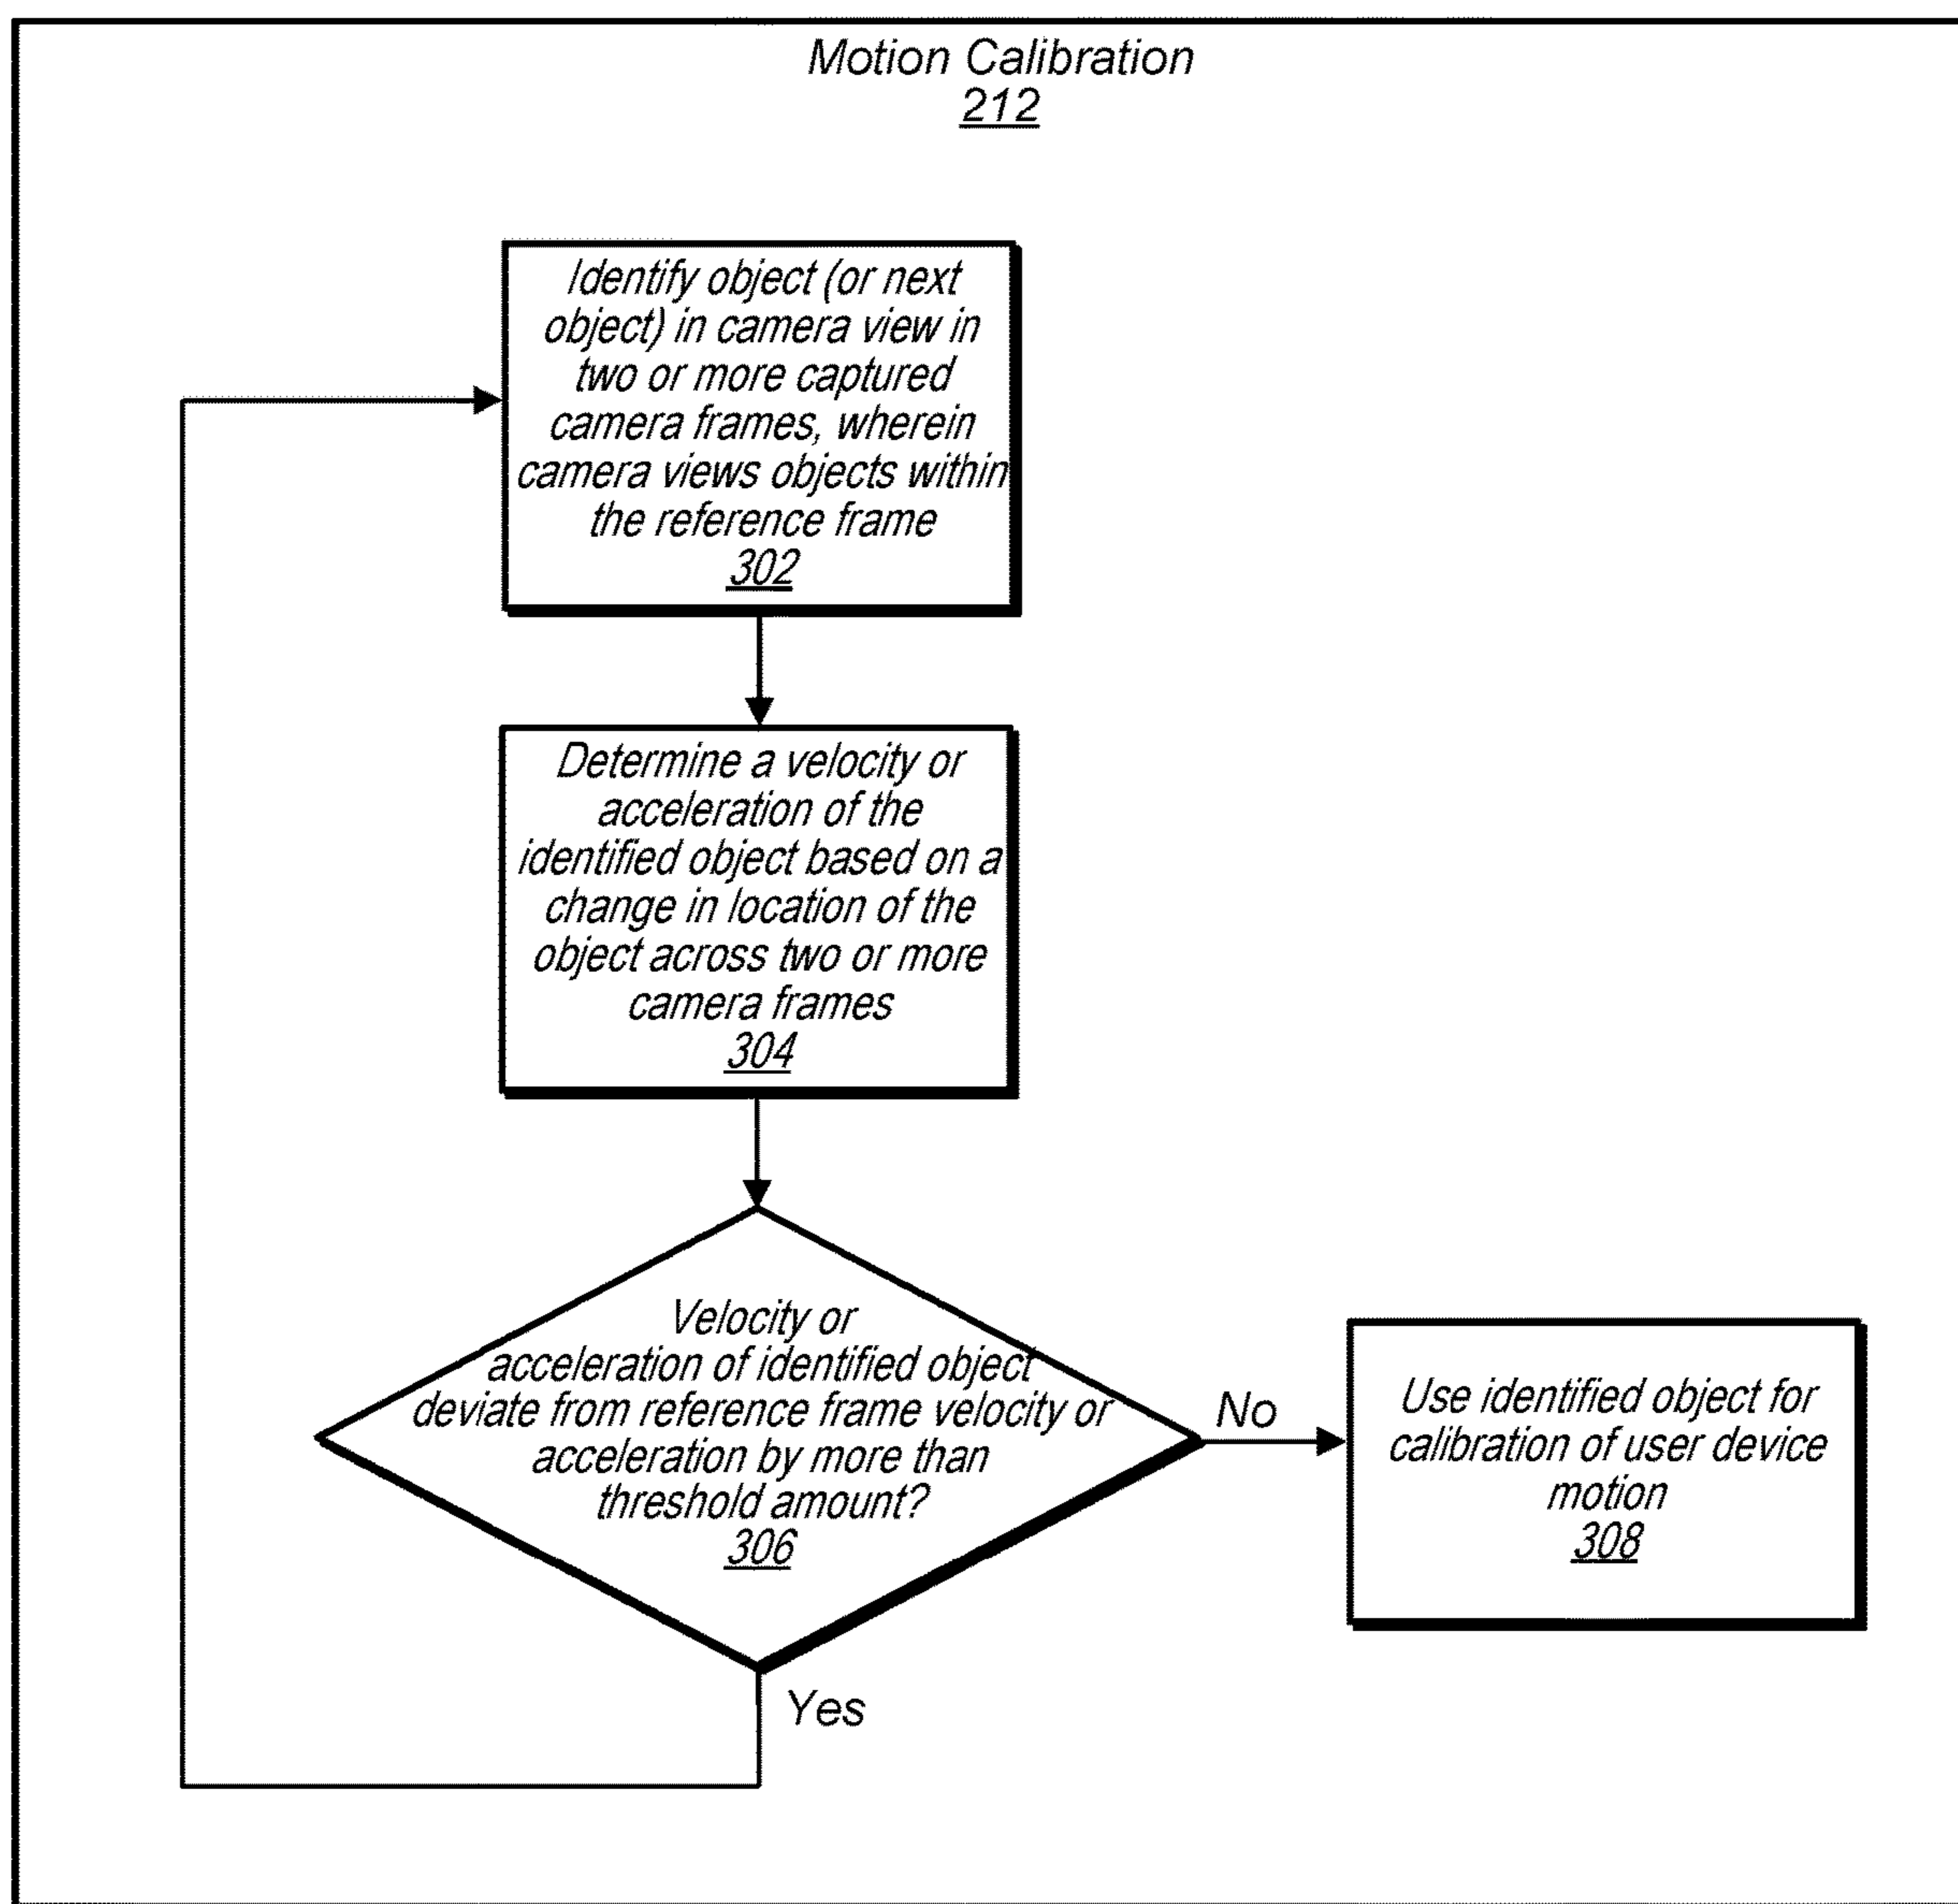 Motion Calibration
212
Identify object (or next
object) in camera view in
two or more captured
camera frames, wherein
camera views objects within
the reference frame
302
Determine a velocity or
acceleration of the
identified object based on a
change in location of the
object across two or more
camera frames
304
Velocity or
acceleration of identified object
deviate from reference frame velocity or
acceleration by more than
threshold amount?
306
No
Use identified object for
calibration of user device
motion
308
Yes